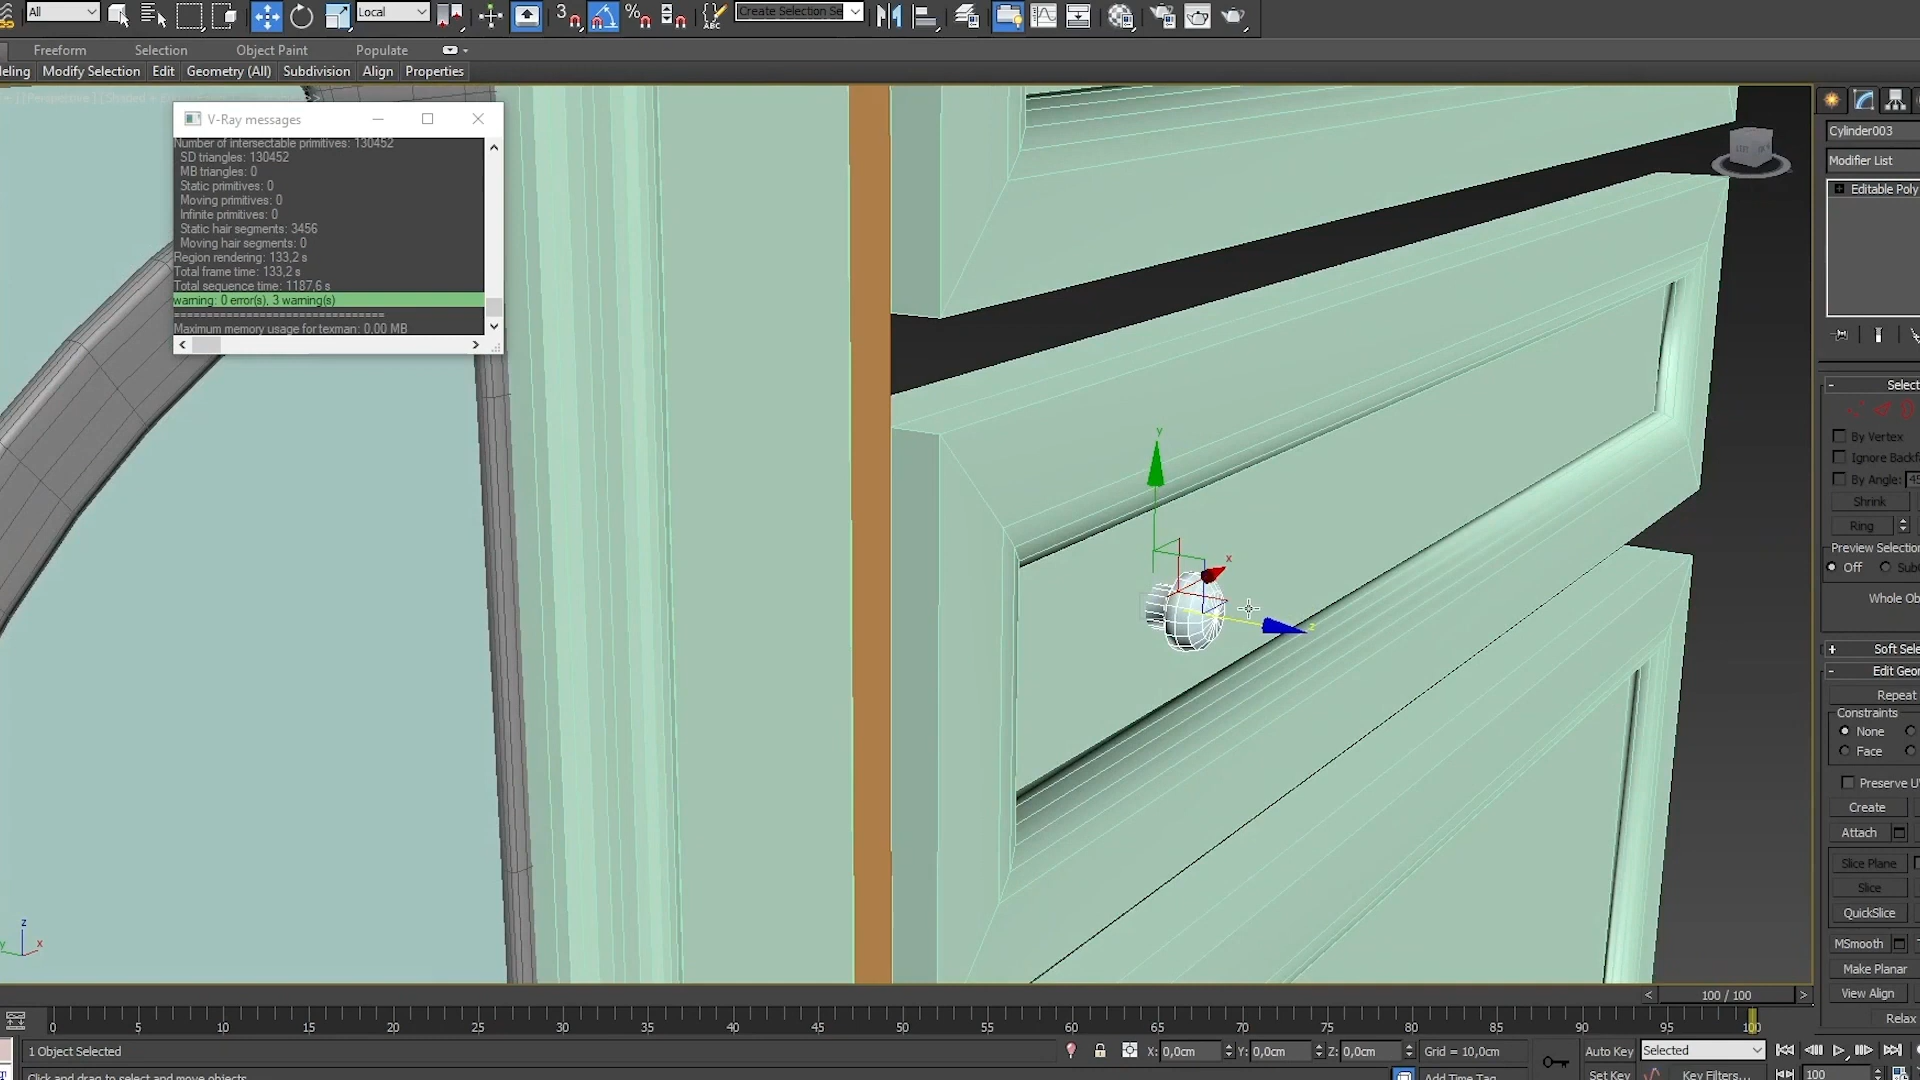 All
Local
3
%
ABC
Create Selection Se
Freeform
Selection
Object Paint
Populate
eling
Modify Selection
Edit
Geometry (All)
Subdivision
Align
Properties
V-Ray messages
Number of intersectable primitives: 130452
SD triangles: 130452
MB triangles: 0
Static primitives: 0
Moving primitives: 0
Infinite primitives: 0
Static hair segments: 3456
Moving hair segments: 0
Region rendering: 133,2 s
Total frame time: 133,2 s
Total sequence time: 1187,6 s
warning: 0 error(s), 3 warning(s)
==============================
Maximum memory usage for texman: 0.00 MB
y
x
z
z
y
x
Cylinder003
Modifier List
Editable Poly
- Select
By Vertex
Ignore Backf
By Angle: 45
Shrink
Ring
Preview Selection
Off Sub
Whole Ob
+ Soft Sele
- Edit Geo
Repeat
Constraints
None
Face
Preserve U
Create
Attach
Slice Plane
Slice
QuickSlice
MSmooth
Make Planar
View Align
Relax
< 100 / 100 >
0 5 10 15 20 25 30 35 40 45 50 55 60 65 70 75 80 85 90 95 100
1 Object Selected
X: 0,0cm Y: 0,0cm Z: 0,0cm
Grid = 10,0cm
Auto Key
Selected
Click and drag to select and move objects
Add Time Tag
Set Key
Key Filters...
100